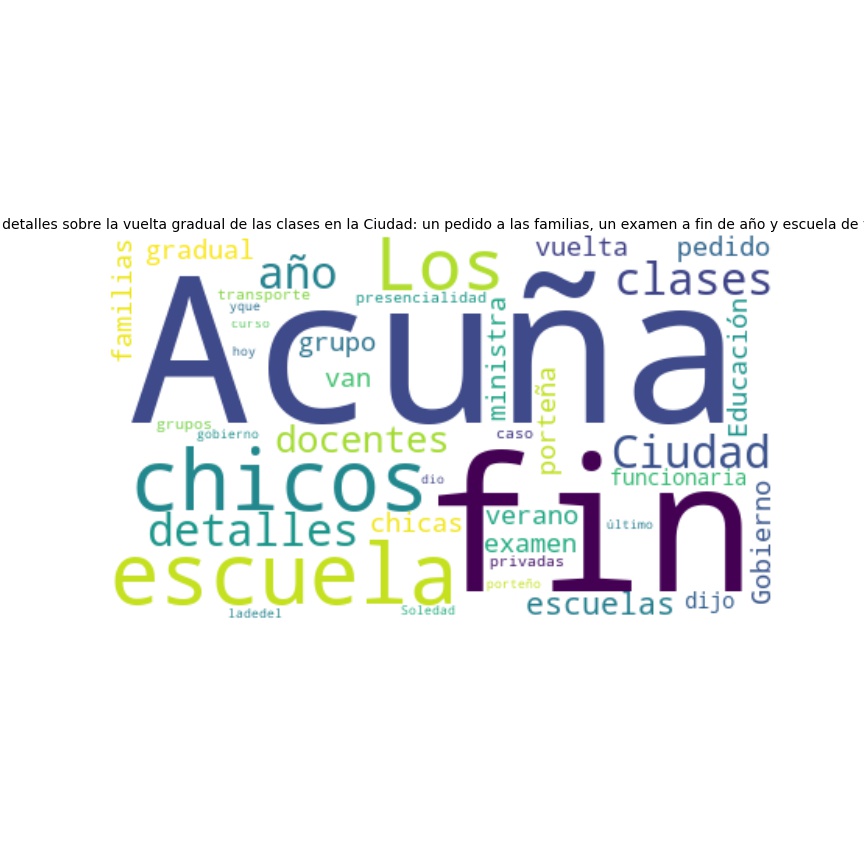 detalles sobre la vuelta gradual de las clases en la Ciudad: un pedido a las familias, un examen a fin de año y escuela de
familias
gradual
año
Los
vuelta
pedido
clases
transporte
presencialidad
yque
curso
hoy
Acuña
grupo
van
ministra
Educación
porteña
grupos
gobierno
docentes
caso
Ciudad
funcionaria
chicos
dio
fin
detalles
chicas
verano
último
examen
privadas
Gobierno
escuela
porteño
escuelas
dijo
ladedel
Soledad